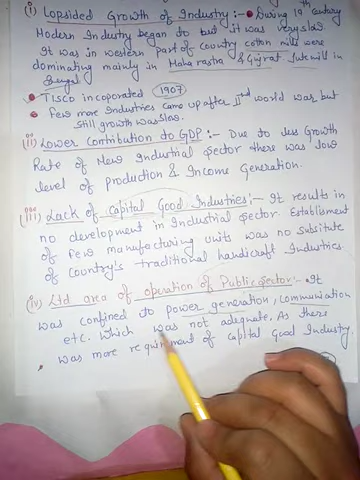 (i) Lopsided Growth of Industry :- During 19th Century
Modern Industry began to but it was very slow.
It was in western part of country cotton mill were
dominating mainly in Maharastra & Gujrat Jute mill in
Bengal
TISCO incoporated 1907
Few more Industries came up after IInd world war but
still growth was slow.
(ii) Lower Contribution to GDP :- Due to less Growth
Rate of New Industrial Sector there was low
level of production & Income Generation.
(iii) Lack of capital Good Industries :- It results in
no development in Industrial Sector. Establisment
of few manufacturing units was no substitute
of country's traditional handicraft Industries.
(iv) Ltd area of operation of Public Sector :- It
was confined to power generation, communication
etc. which was not adequate, As there
was more requirment of capital Good Industry